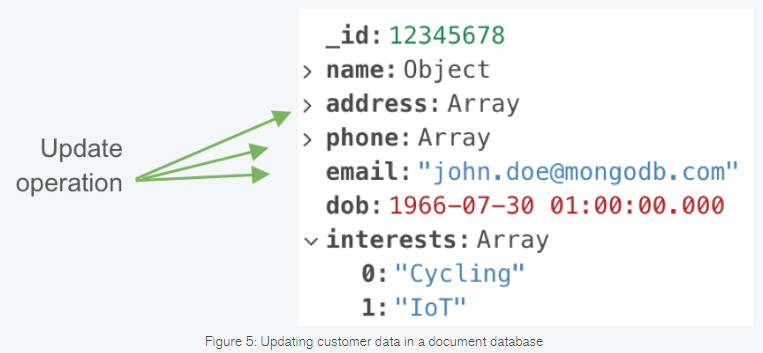 Update
operation
_id: 12345678
> name: Object
> address: Array
> phone: Array
email: "john.doe@mongodb.com"
dob: 1966-07-30 01:00:00.000
interests: Array
0: "Cycling"
1: "IoT"
Figure 5: Updating customer data in a document database